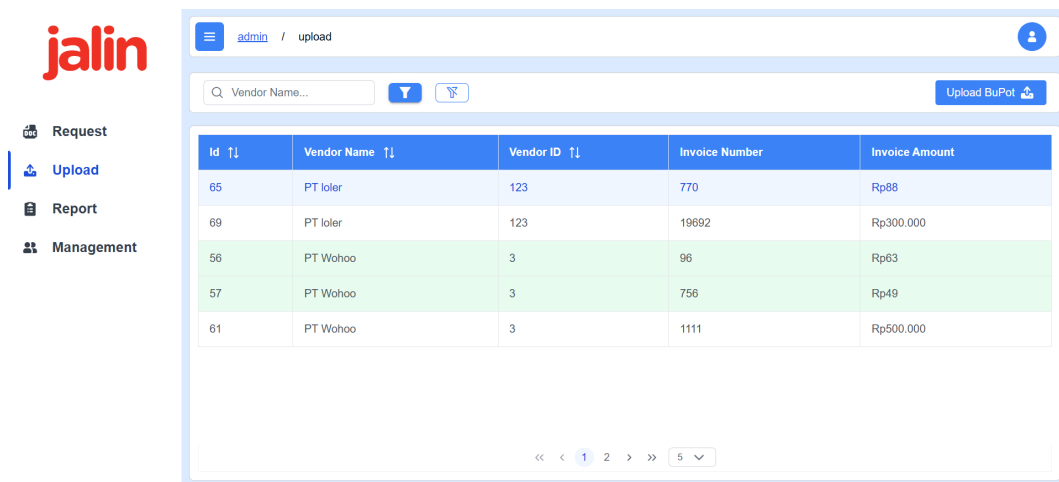 jalin
Request
Upload
Report
Management
admin / upload
Vendor Name...
Upload BuPot
Id Vendor Name Vendor ID Invoice Number Invoice Amount
65 PT loler 123 770 Rp88
69 PT loler 123 19692 Rp300.000
56 PT Wohoo 3 96 Rp63
57 PT Wohoo 3 756 Rp49
61 PT Wohoo 3 1111 Rp500.000
<< < 1 2 > >> 5